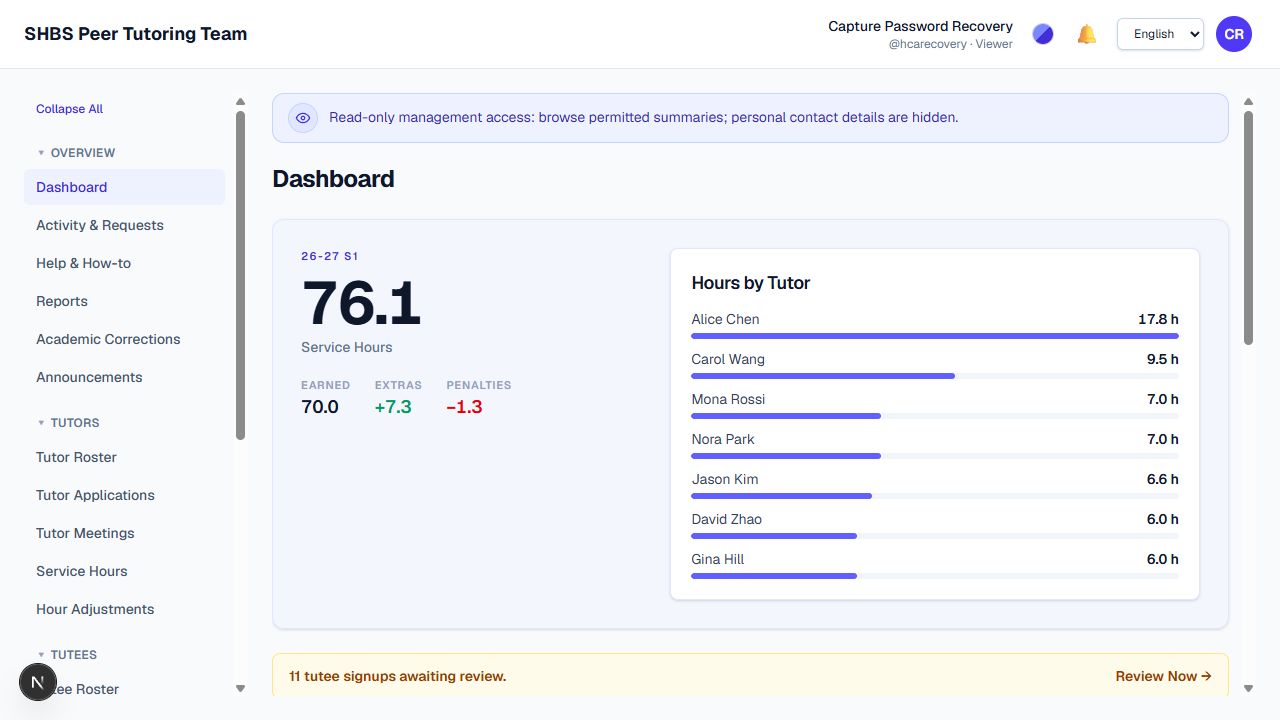 SHBS Peer Tutoring Team
Capture Password Recovery
@hcarecovery · Viewer
English
CR
Collapse All
OVERVIEW
Dashboard
Activity & Requests
Help & How-to
Reports
Academic Corrections
Announcements
TUTORS
Tutor Roster
Tutor Applications
Tutor Meetings
Service Hours
Hour Adjustments
TUTEES
ee Roster
N
Read-only management access: browse permitted summaries; personal contact details are hidden.
Dashboard
26-27 S1
76.1
Service Hours
EARNED EXTRAS PENALTIES
70.0 +7.3 −1.3
Hours by Tutor
Alice Chen 17.8 h
Carol Wang 9.5 h
Mona Rossi 7.0 h
Nora Park 7.0 h
Jason Kim 6.6 h
David Zhao 6.0 h
Gina Hill 6.0 h
11 tutee signups awaiting review. Review Now →